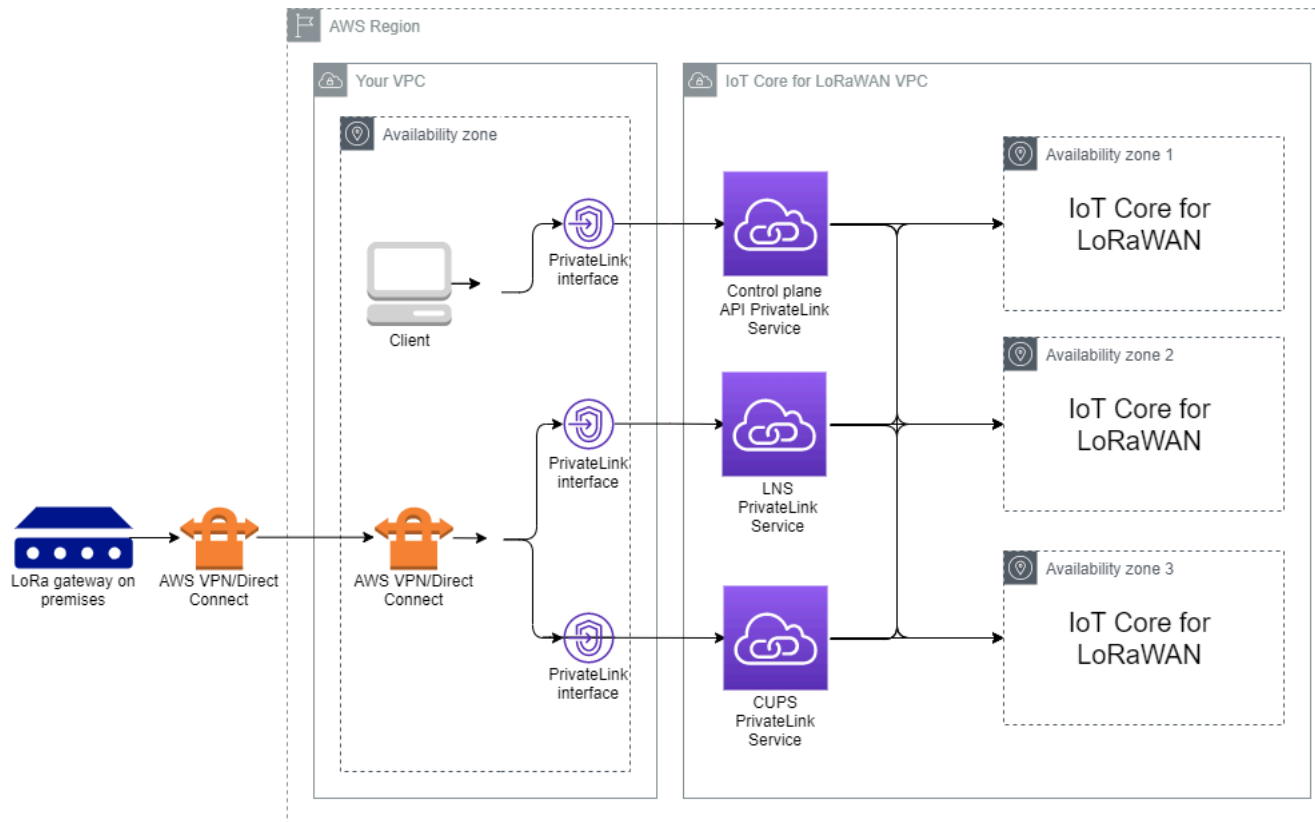 AWS Region
Your VPC
IoT Core for LoRaWAN VPC
Availability zone
Availability zone 1
IoT Core for
LoRaWAN
PrivateLink
interface
Control plane
API PrivateLink
Service
Client
Availability zone 2
IoT Core for
LoRaWAN
PrivateLink
interface
LNS
PrivateLink
Service
LoRa gateway on
premises
AWS VPN/Direct
Connect
AWS VPN/Direct
Connect
Availability zone 3
IoT Core for
LoRaWAN
PrivateLink
interface
CUPS
PrivateLink
Service